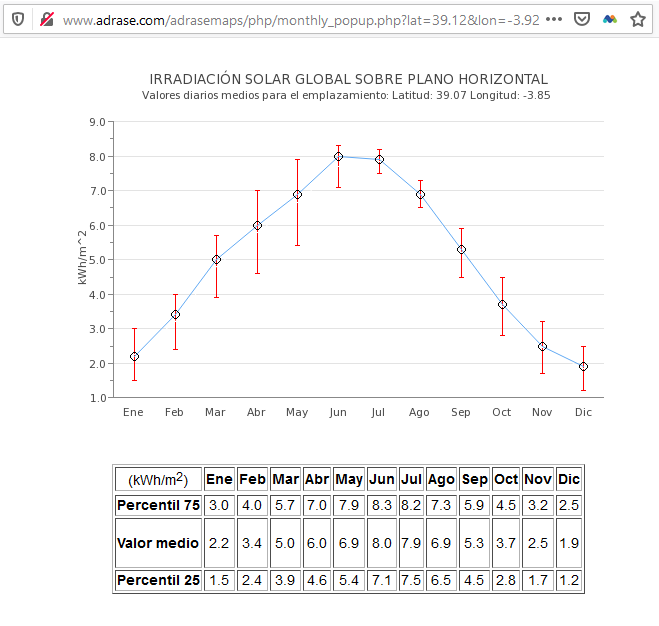 www.adrase.com/adrasemaps/php/monthly_popup.php?lat=39.12&lon=-3.92
IRRADIACIÓN SOLAR GLOBAL SOBRE PLANO HORIZONTAL
Valores diarios medios para el emplazamiento: Latitud: 39.07 Longitud: -3.85
kWh/m^2
9.0
8.0
7.0
6.0
5.0
4.0
3.0
2.0
1.0
Ene Feb Mar Abr May Jun Jul Ago Sep Oct Nov Dic
(kWh/m2) Ene Feb Mar Abr May Jun Jul Ago Sep Oct Nov Dic
Percentil 75 3.0 4.0 5.7 7.0 7.9 8.3 8.2 7.3 5.9 4.5 3.2 2.5
Valor medio 2.2 3.4 5.0 6.0 6.9 8.0 7.9 6.9 5.3 3.7 2.5 1.9
Percentil 25 1.5 2.4 3.9 4.6 5.4 7.1 7.5 6.5 4.5 2.8 1.7 1.2